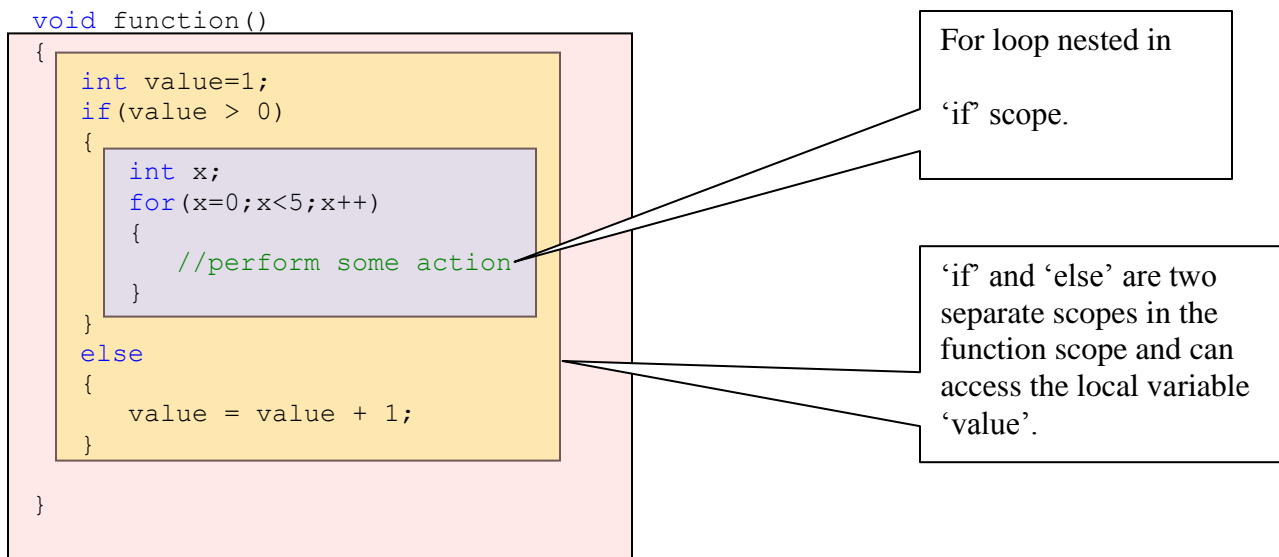 void function()
{
int value=1;
if(value > 0)
{
int x;
for(x=0;x<5;x++)
{
//perform some action
}
}
else
{
value = value + 1;
}
}
For loop nested in
‘if’ scope.
‘if’ and ‘else’ are two
separate scopes in the
function scope and can
access the local variable
‘value’.